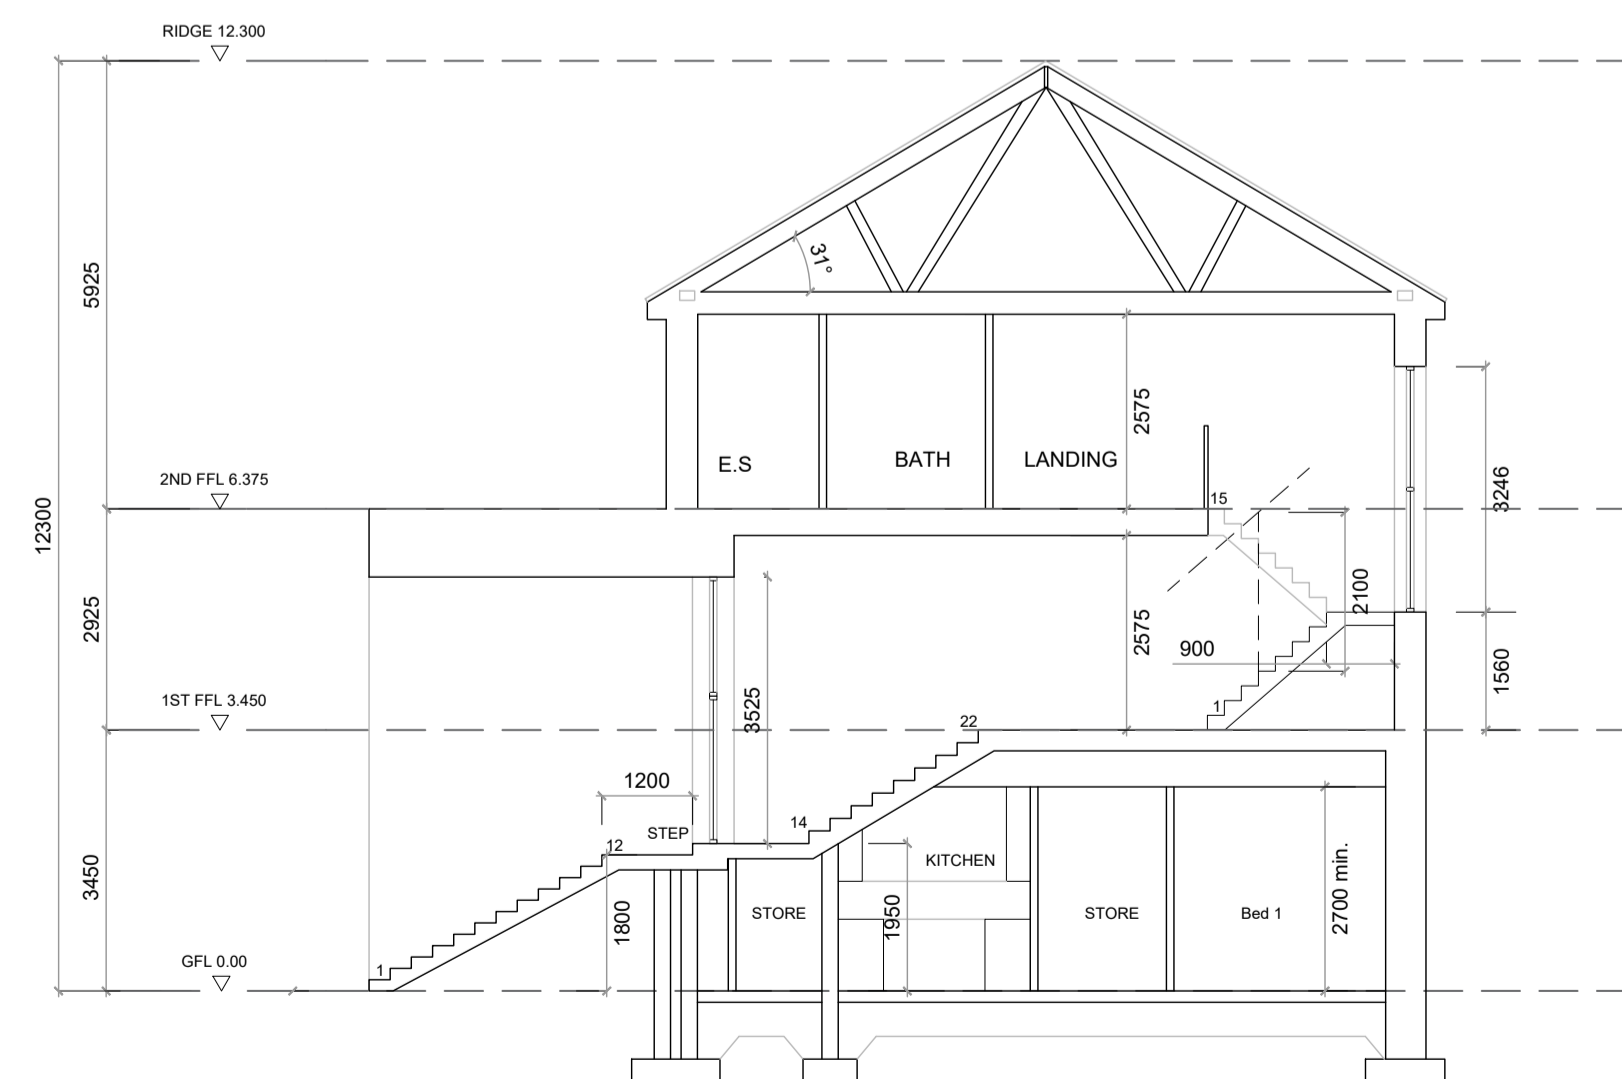 RIDGE 12.300
5925
31°
2575
E.S
BATH
LANDING
2ND FFL 6.375
15
3246
12300
2100
2925
2575
900
1560
3525
1ST FFL 3.450
1
22
1200
14
STEP
12
KITCHEN
3450
1800
STORE
1950
STORE
Bed 1
2700 min.
GFL 0.00
1